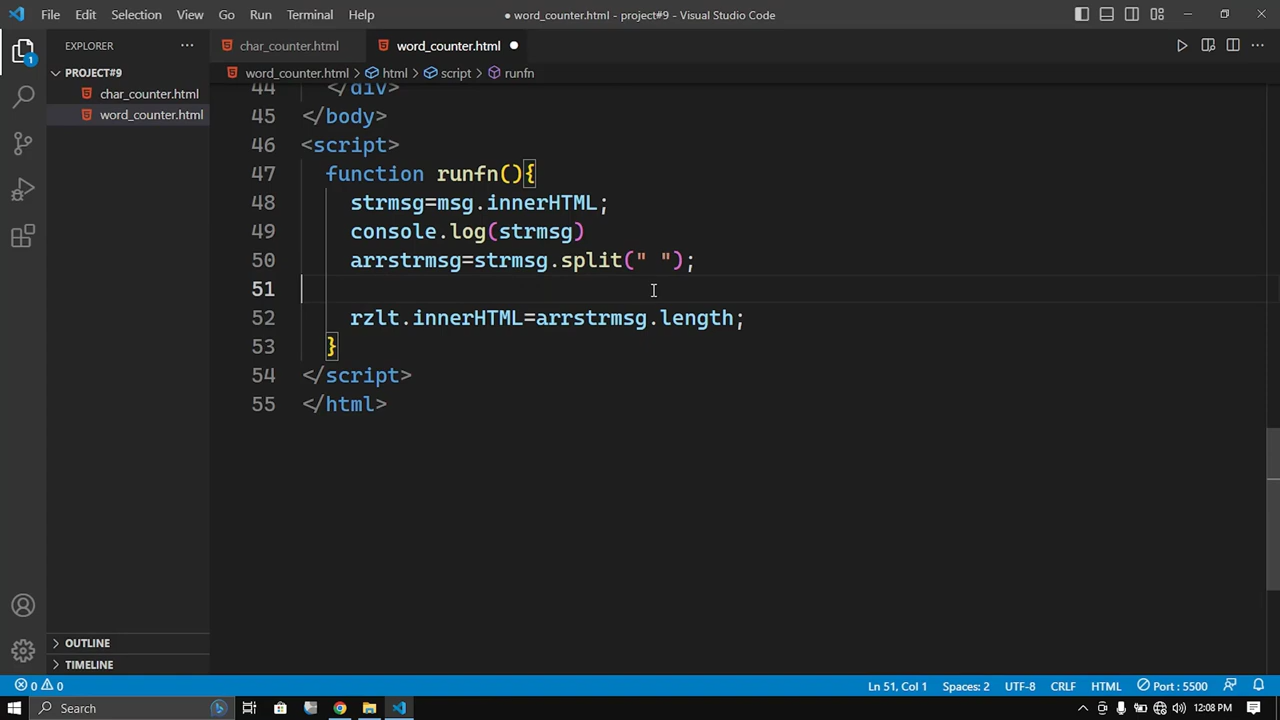 File Edit Selection View Go Run Terminal Help
● word_counter.html - project#9 - Visual Studio Code
EXPLORER ···
char_counter.html
word_counter.html ●
1
PROJECT#9
char_counter.html
word_counter.html
word_counter.html > html > script > runfn
44 </div>
45 </body>
46 <script>
47 function runfn(){
48 strmsg=msg.innerHTML;
49 console.log(strmsg)
50 arrstrmsg=strmsg.split(" ");
51
52 rzlt.innerHTML=arrstrmsg.length;
53 }
54 </script>
55 </html>
OUTLINE
TIMELINE
0 0
Ln 51, Col 1 Spaces: 2 UTF-8 CRLF HTML Port : 5500
Search
12:08 PM